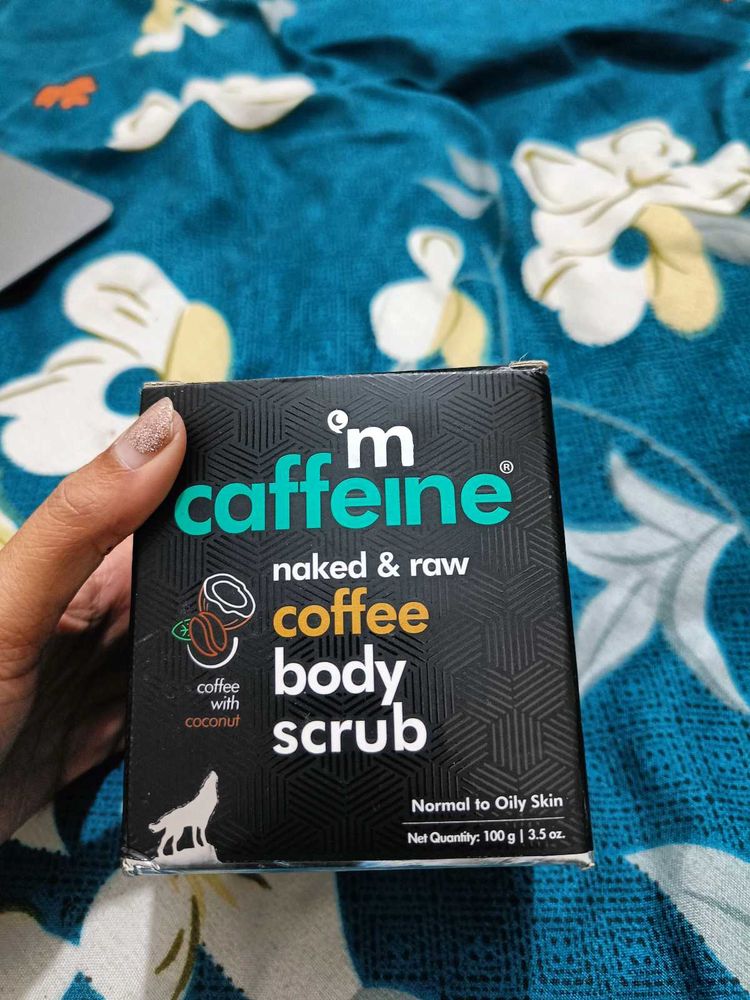 'm
caffeine®
naked & raw
coffee
body
scrub
coffee
with
coconut
Normal to Oily Skin
Net Quantity: 100 g | 3.5 oz.